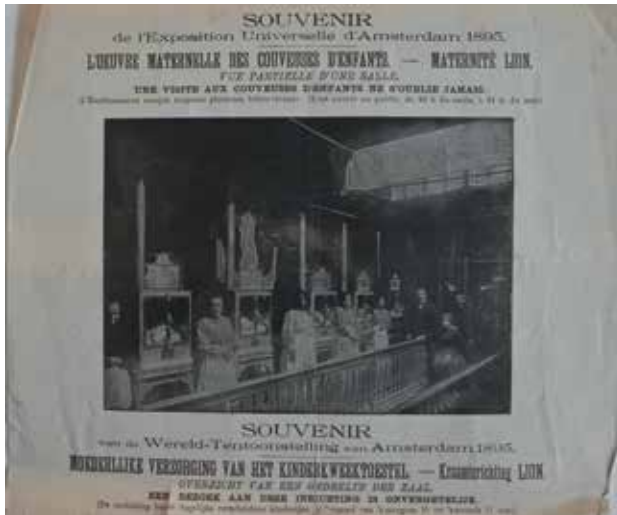 SOUVENIR
de l'Exposition Universelle d'Amsterdam 1895.
L'OEUVRE MATERNELLE DES COUVEUSES D'ENFANTS. — MATERNITÉ LION.
VUE PARTIELLE D'UNE SALLE.
UNE VISITE AUX COUVEUSES D'ENFANTS NE S'OUBLIE JAMAIS.
SOUVENIR
van de Wereld-Tentoonstelling van Amsterdam 1895.
MOEDERLIJKE VERZORGING VAN HET KINDERKWEEKTOESTEL. — Kraaminrichting LION
OVERZICHT VAN EEN GEDEELTE DER ZAAL.
EEN BEZOEK AAN DEZE INRICHTING IS ONVERGETELIJK.